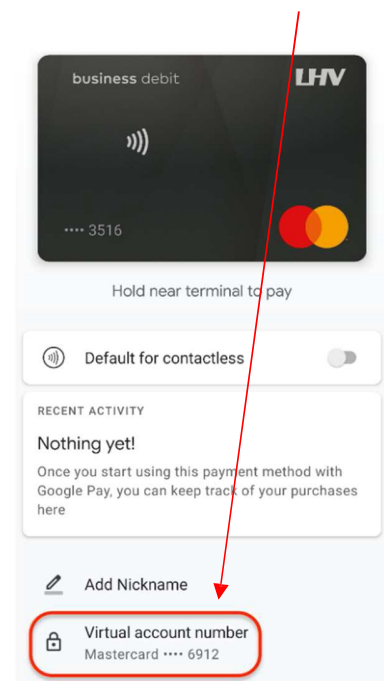 business debit LHV
•••• 3516
Hold near terminal to pay
Default for contactless
RECENT ACTIVITY
Nothing yet!
Once you start using this payment method with
Google Pay, you can keep track of your purchases
here
Add Nickname
Virtual account number
Mastercard •••• 6912